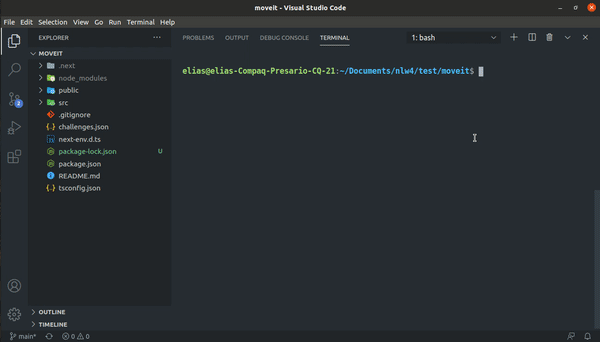 moveit - Visual Studio Code
File Edit Selection View Go Run Terminal Help
EXPLORER
PROBLEMS OUTPUT DEBUG CONSOLE TERMINAL 1: bash
MOVEIT
.next
node_modules
public
src
.gitignore
challenges.json
next-env.d.ts
package-lock.json U
package.json
README.md
tsconfig.json
elias@elias-Compaq-Presario-CQ-21:~/Documents/nlw4/test/moveit$
2
OUTLINE
TIMELINE
main* 0 0